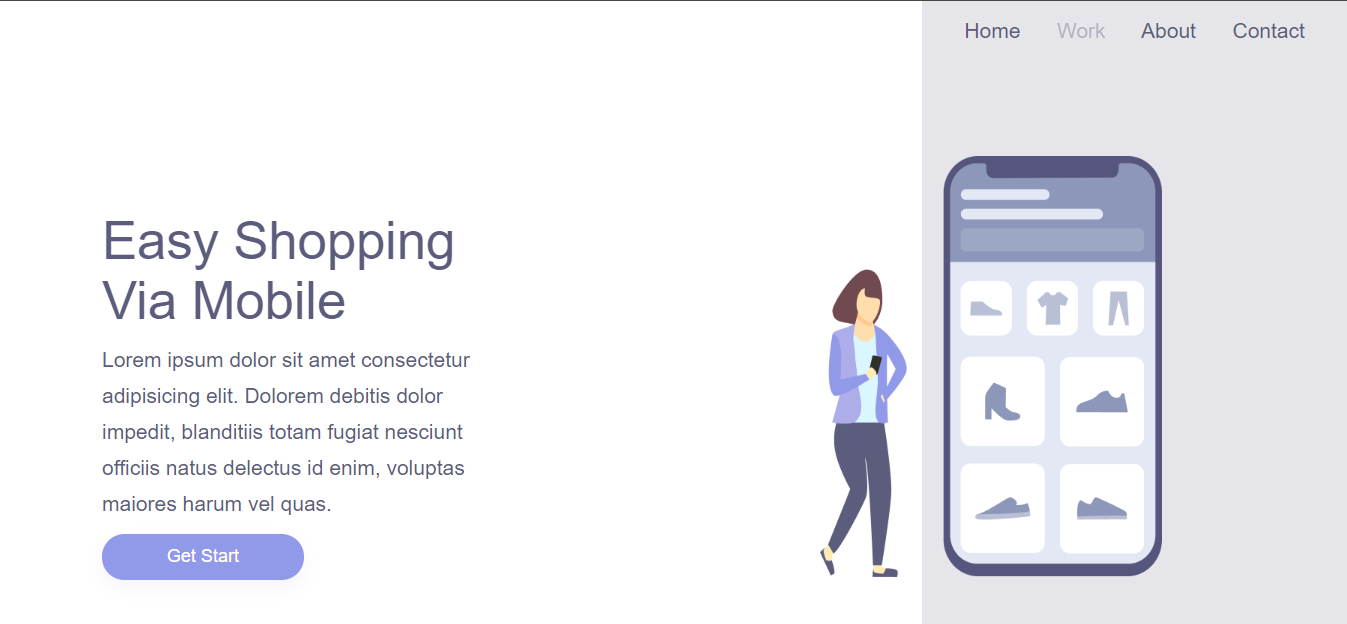 Home Work About Contact
Easy Shopping
Via Mobile
Lorem ipsum dolor sit amet consectetur
adipisicing elit. Dolorem debitis dolor
impedit, blanditiis totam fugiat nesciunt
officiis natus delectus id enim, voluptas
maiores harum vel quas.
Get Start